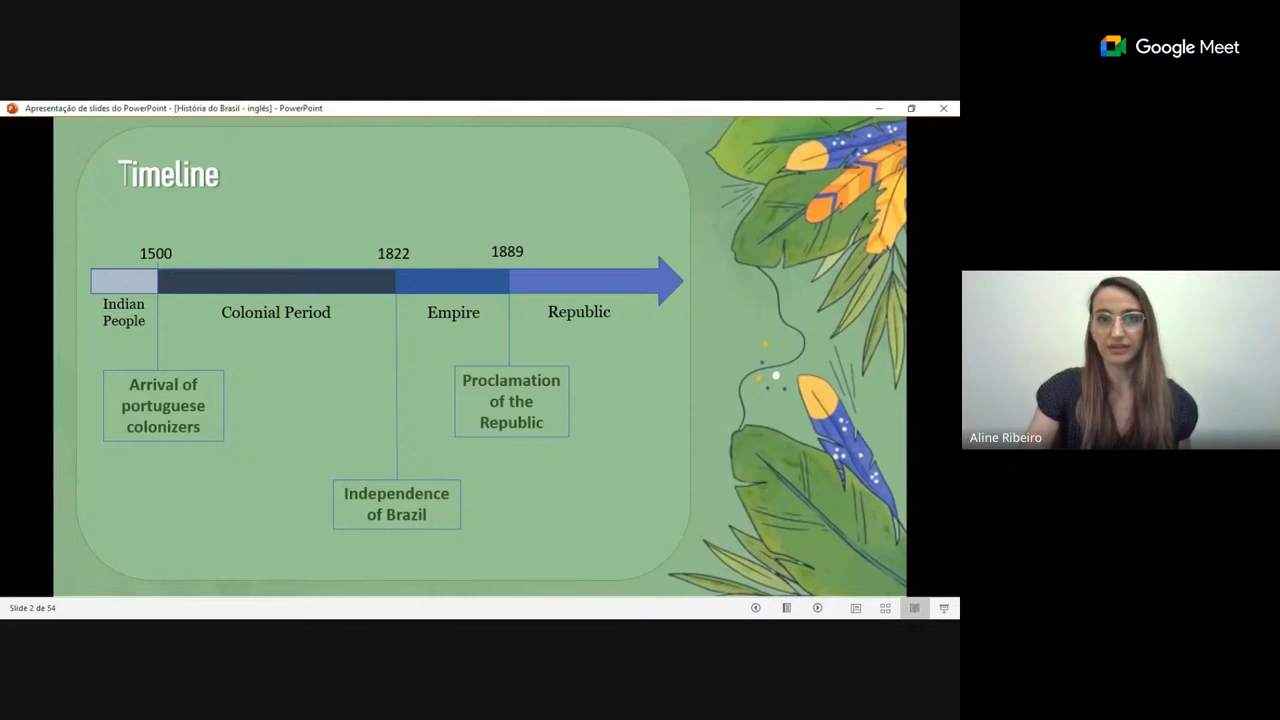 Google Meet
Apresentação de slides do PowerPoint - [História do Brasil - inglês] - PowerPoint
Timeline
1500
1822
1889
Indian
People
Colonial Period
Empire
Republic
Arrival of
portuguese
colonizers
Proclamation
of the
Republic
Independence
of Brazil
Aline Ribeiro
Slide 2 de 54